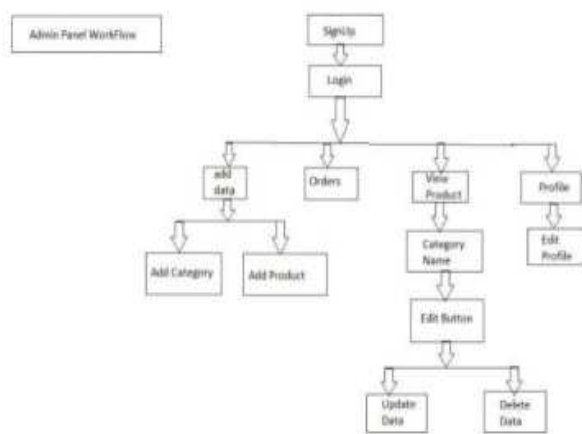 Admin Panel WorkFlow
SignUp
Login
add
data
Orders
View
Product
Profile
Add Category
Add Product
Category
Name
Edit
Profile
Edit Button
Update
Data
Delete
Data